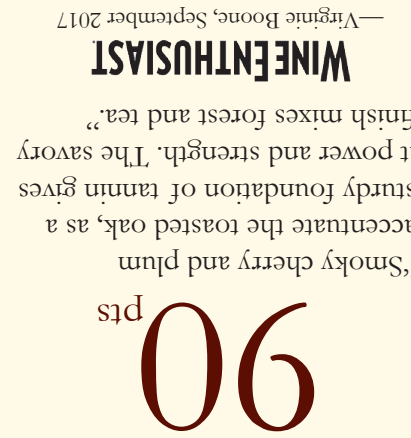 90 pts
‘Smoky cherry and plum
accentuate the toasted oak, as a
sturdy foundation of tannin gives
t power and strength. The savory
finish mixes forest and tea.”
WINE ENTHUSIAST
—Virginie Boone, September 2017